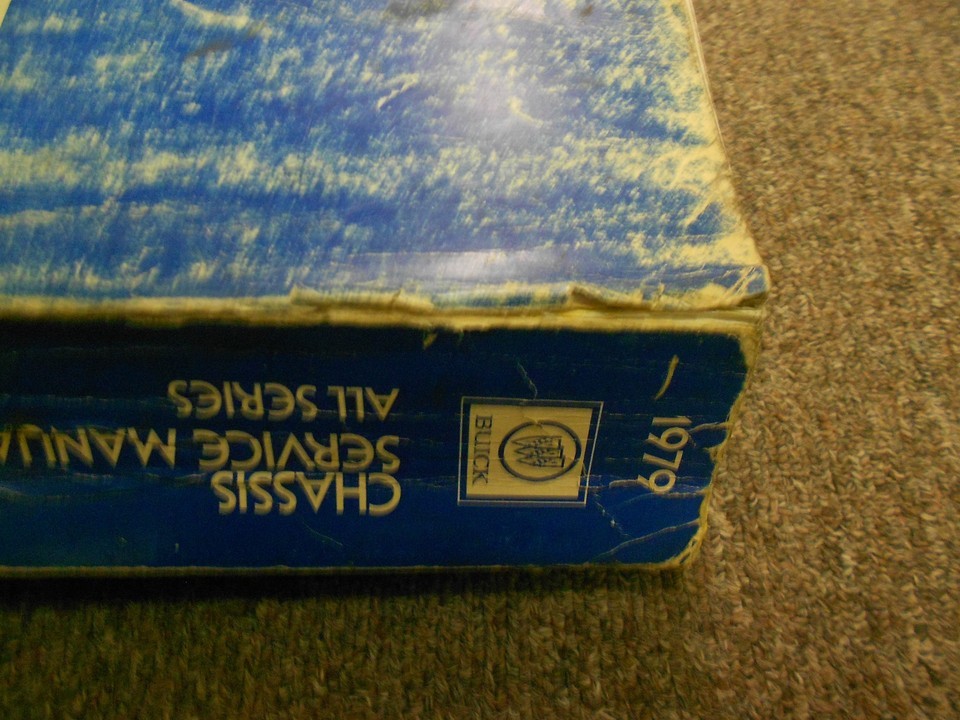 1979
BUICK
CHASSIS
SERVICE MANUA
ALL SERIES